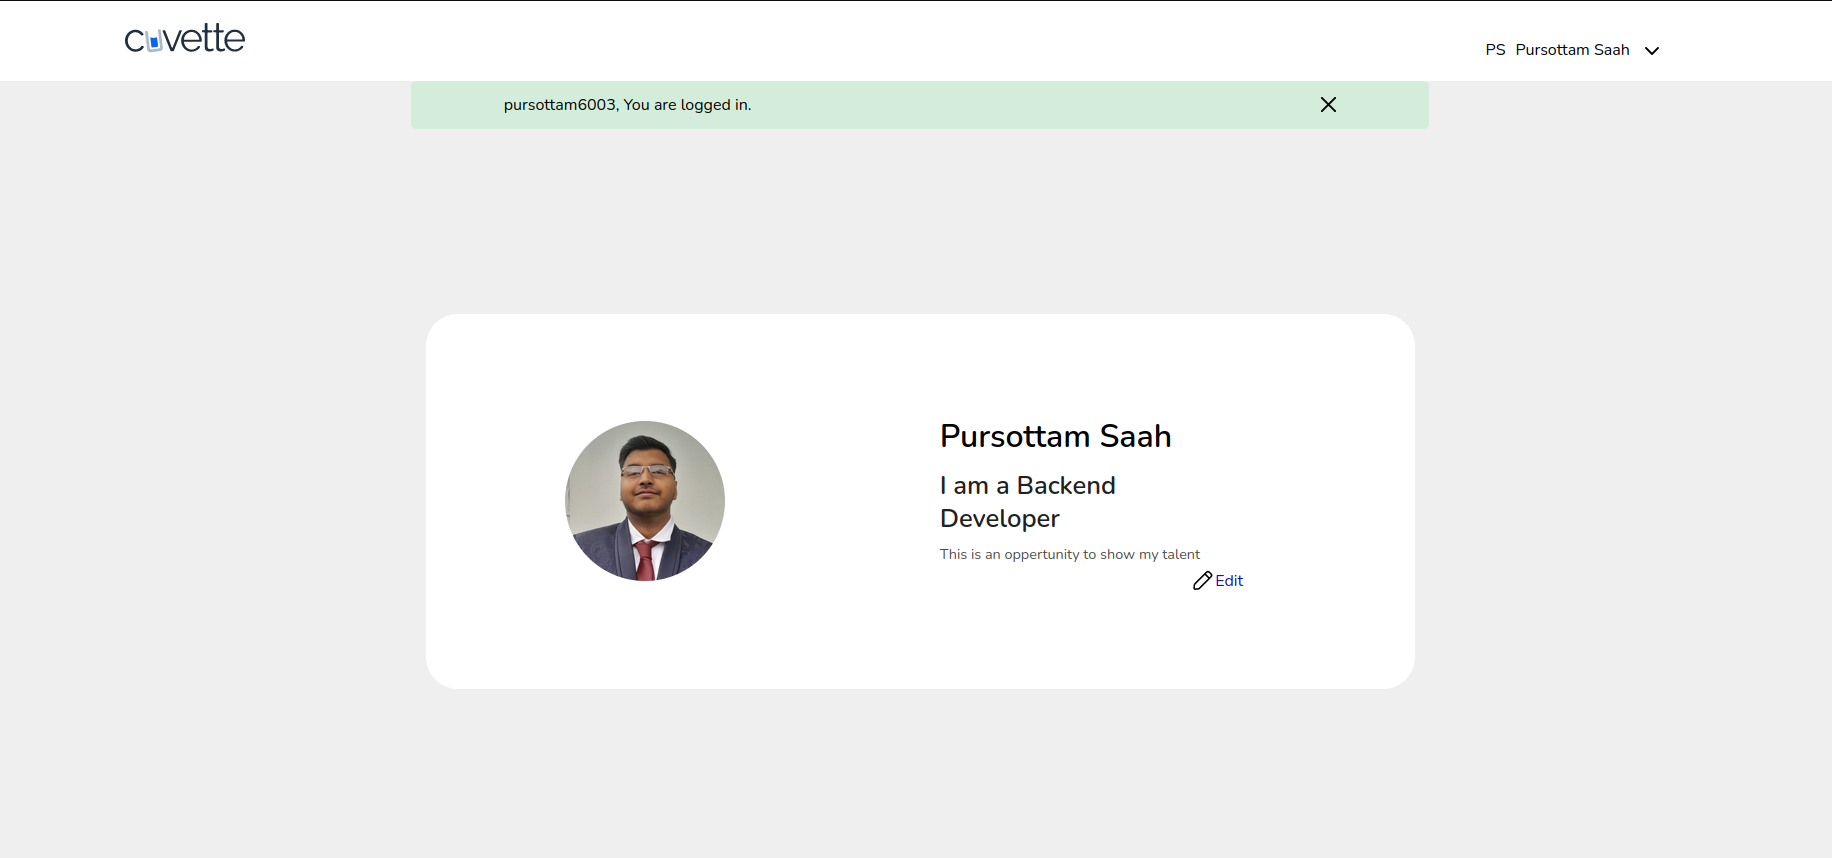 cuvette
PS Pursottam Saah
pursottam6003, You are logged in.
Pursottam Saah
I am a Backend
Developer
This is an oppertunity to show my talent
Edit